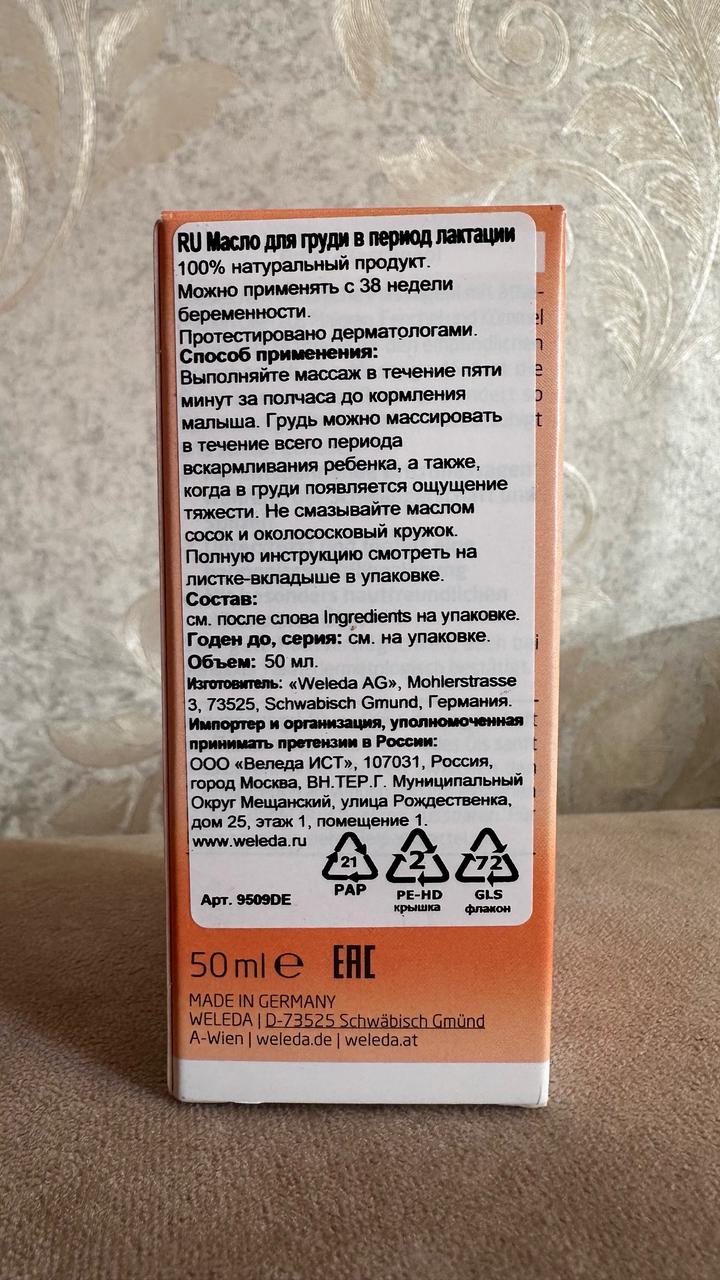 RU Масло для груди в период лактации
100% натуральный продукт.
Можно применять с 38 недели
беременности.
Протестировано дерматологами.
Способ применения:
Выполняйте массаж в течение пяти
минут за полчаса до кормления
малыша. Грудь можно массировать
в течение всего периода
вскармливания ребенка, а также,
когда в груди появляется ощущение
тяжести. Не смазывайте маслом
сосок и околососковый кружок.
Полную инструкцию смотреть на
листке-вкладыше в упаковке.
Состав:
см. после слова Ingredients на упаковке.
Годен до, серия: см. на упаковке.
Объем: 50 мл.
Изготовитель: «Weleda AG», Mohlerstrasse
3, 73525, Schwabisch Gmund, Германия.
Импортер и организация, уполномоченная
принимать претензии в России:
ООО «Веледа ИСТ», 107031, Россия,
город Москва, ВН.ТЕР.Г. Муниципальный
Округ Мещанский, улица Рождественка,
дом 25, этаж 1, помещение 1.
www.weleda.ru
21 2 72
PAP PE-HD GLS
крышка флакон
Арт. 9509DE
50 ml ℮ EAC
MADE IN GERMANY
WELEDA | D-73525 Schwäbisch Gmünd
A-Wien | weleda.de | weleda.at